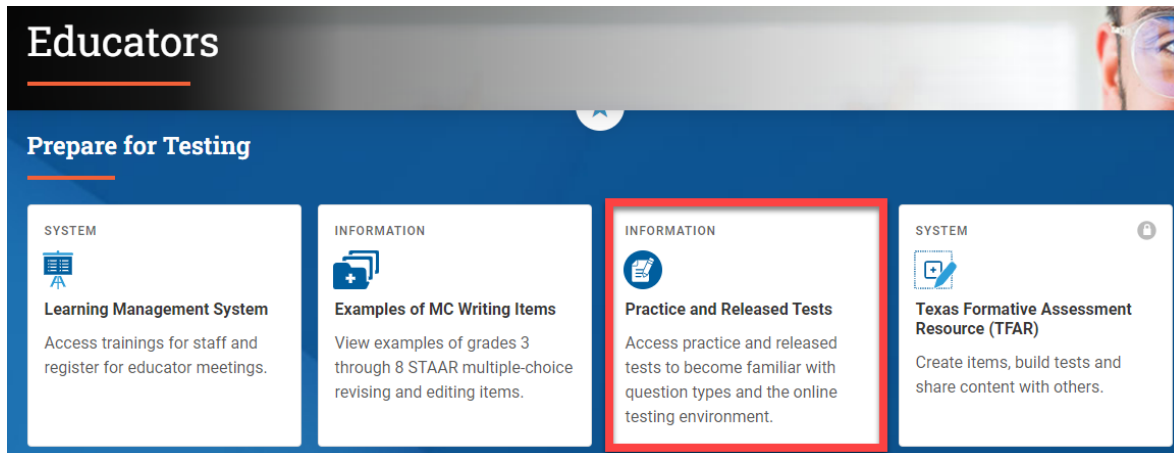 Educators
Prepare for Testing
SYSTEM
Learning Management System
Access trainings for staff and
register for educator meetings.
INFORMATION
Examples of MC Writing Items
View examples of grades 3
through 8 STAAR multiple-choice
revising and editing items.
INFORMATION
Practice and Released Tests
Access practice and released
tests to become familiar with
question types and the online
testing environment.
SYSTEM
Texas Formative Assessment
Resource (TFAR)
Create items, build tests and
share content with others.